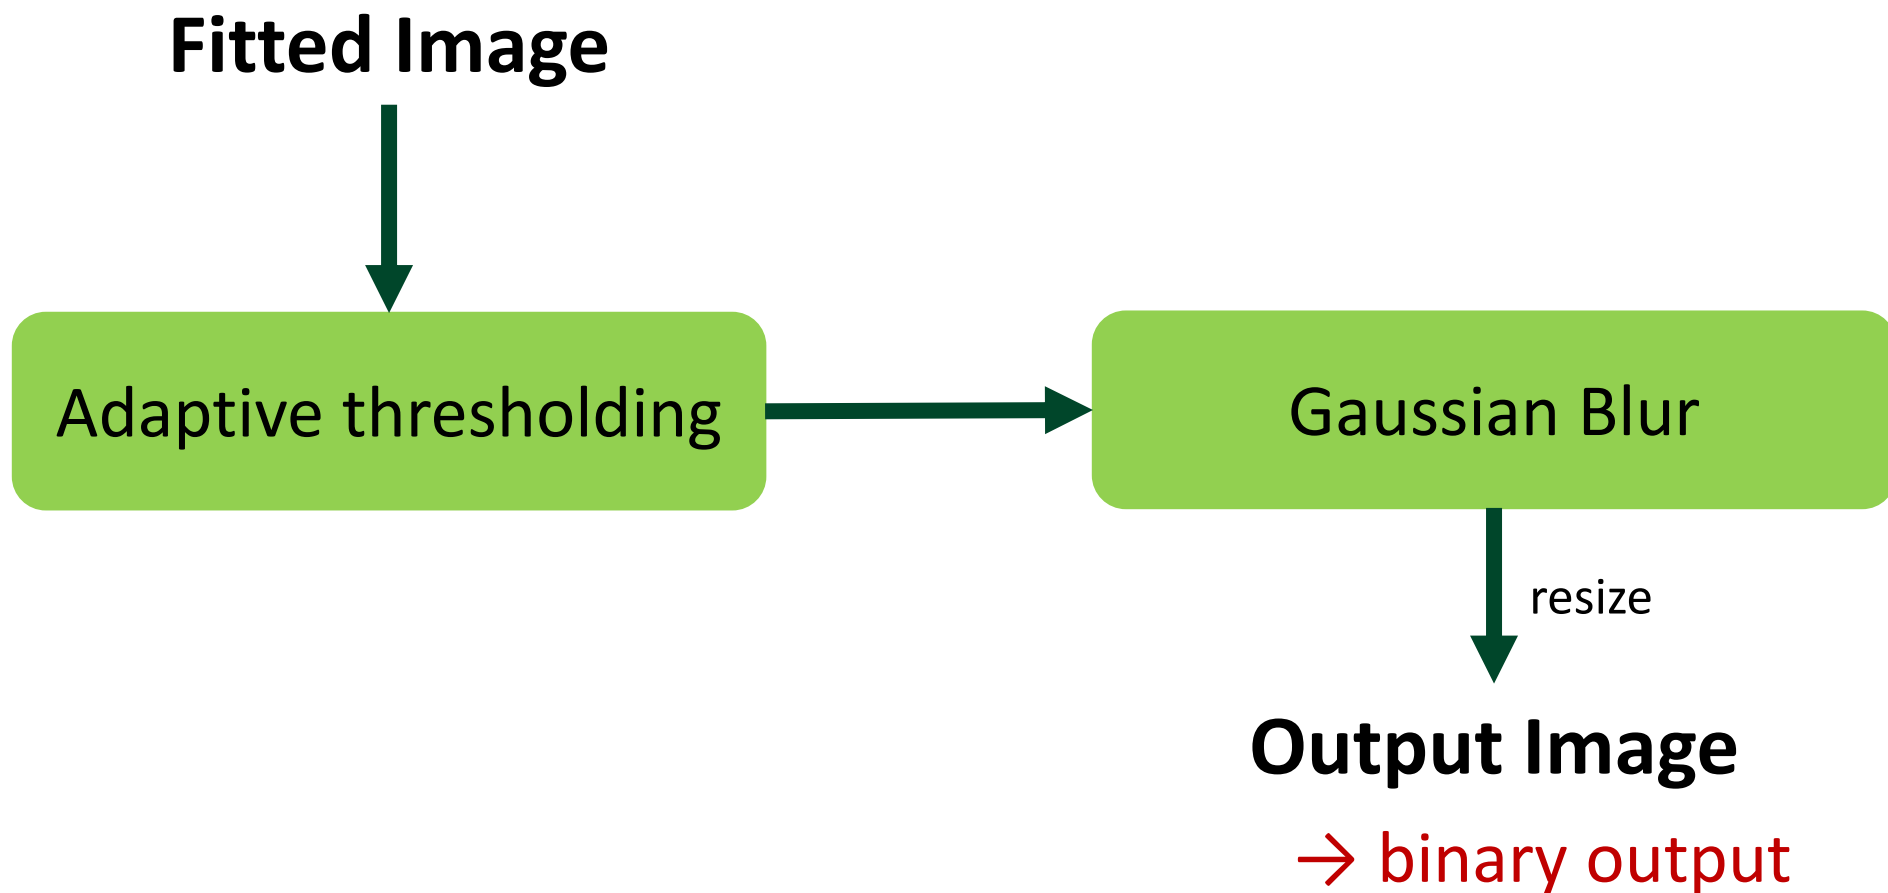 Fitted Image
Adaptive thresholding
Gaussian Blur
resize
Output Image
→ binary output